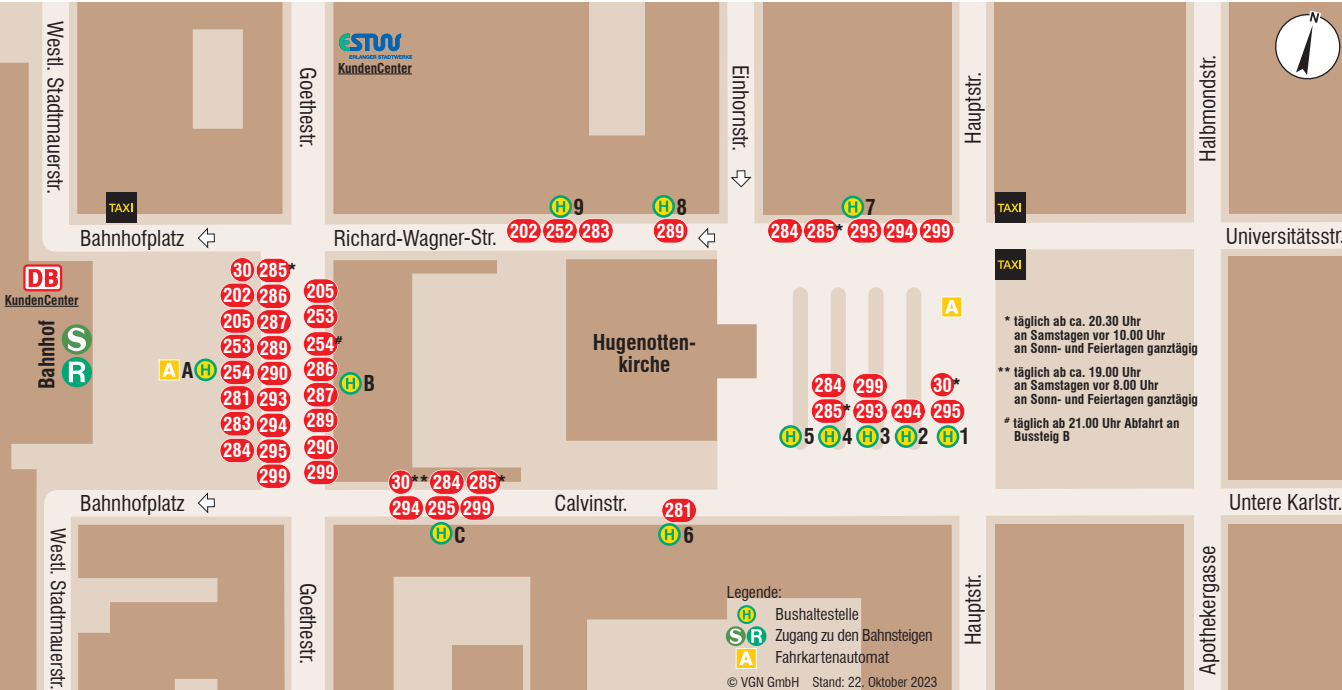 Westl. Stadtmauerstr.
Goethestr.
ESTW
ERLANGER STADTWERKE
KundenCenter
Einhornstr.
Hauptstr.
Halbmondstr.
N
TAXI
H 9
H 8
H 7
TAXI
Bahnhofplatz
Richard-Wagner-Str.
202 252 283
289
284 285* 293 294 299
Universitätsstr.
TAXI
DB
KundenCenter
Bahnhof
S
R
A A H
30 285*
202 286
205 287
253 289
254 290
281 293
283 294
284 295
299
205
253
254#
286
287
289
290
299
H B
Hugenotten-
kirche
A
284 299 30*
285* 293 294 295
H 5 H 4 H 3 H 2 H 1
* täglich ab ca. 20.30 Uhr
an Samstagen vor 10.00 Uhr
an Sonn- und Feiertagen ganztägig
** täglich ab ca. 19.00 Uhr
an Samstagen vor 8.00 Uhr
an Sonn- und Feiertagen ganztägig
# täglich ab 21.00 Uhr Abfahrt an
Bussteig B
30** 284 285*
294 295 299
H C
Bahnhofplatz
Calvinstr.
281
H 6
Untere Karlstr.
Westl. Stadtmauerstr.
Goethestr.
Hauptstr.
Apothekergasse
Legende:
H Bushaltestelle
S R Zugang zu den Bahnsteigen
A Fahrkartenautomat
© VGN GmbH Stand: 22. Oktober 2023